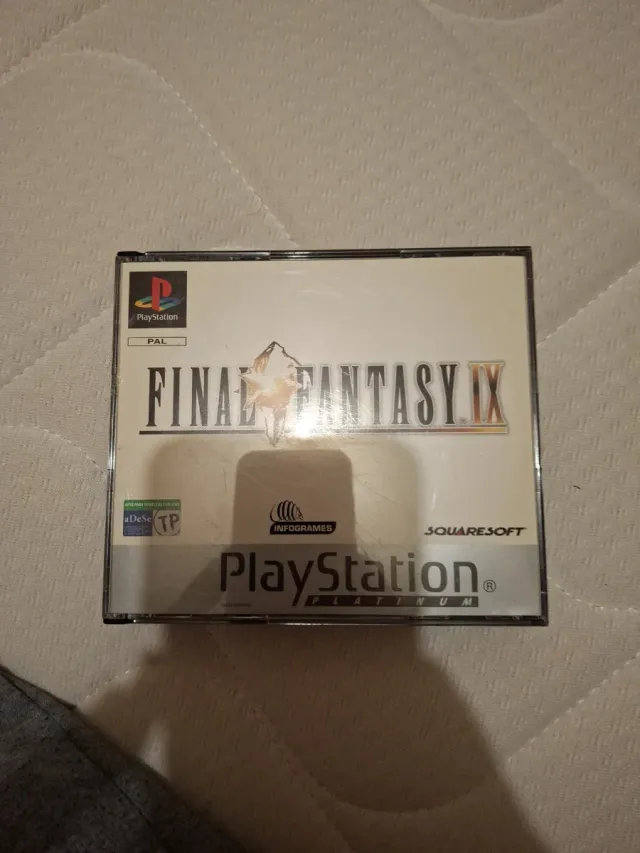 PlayStation
PAL
FINAL FANTASY IX
aDeSe TP
INFOGRAMES
SQUARESOFT
PlayStation®
PLATINUM